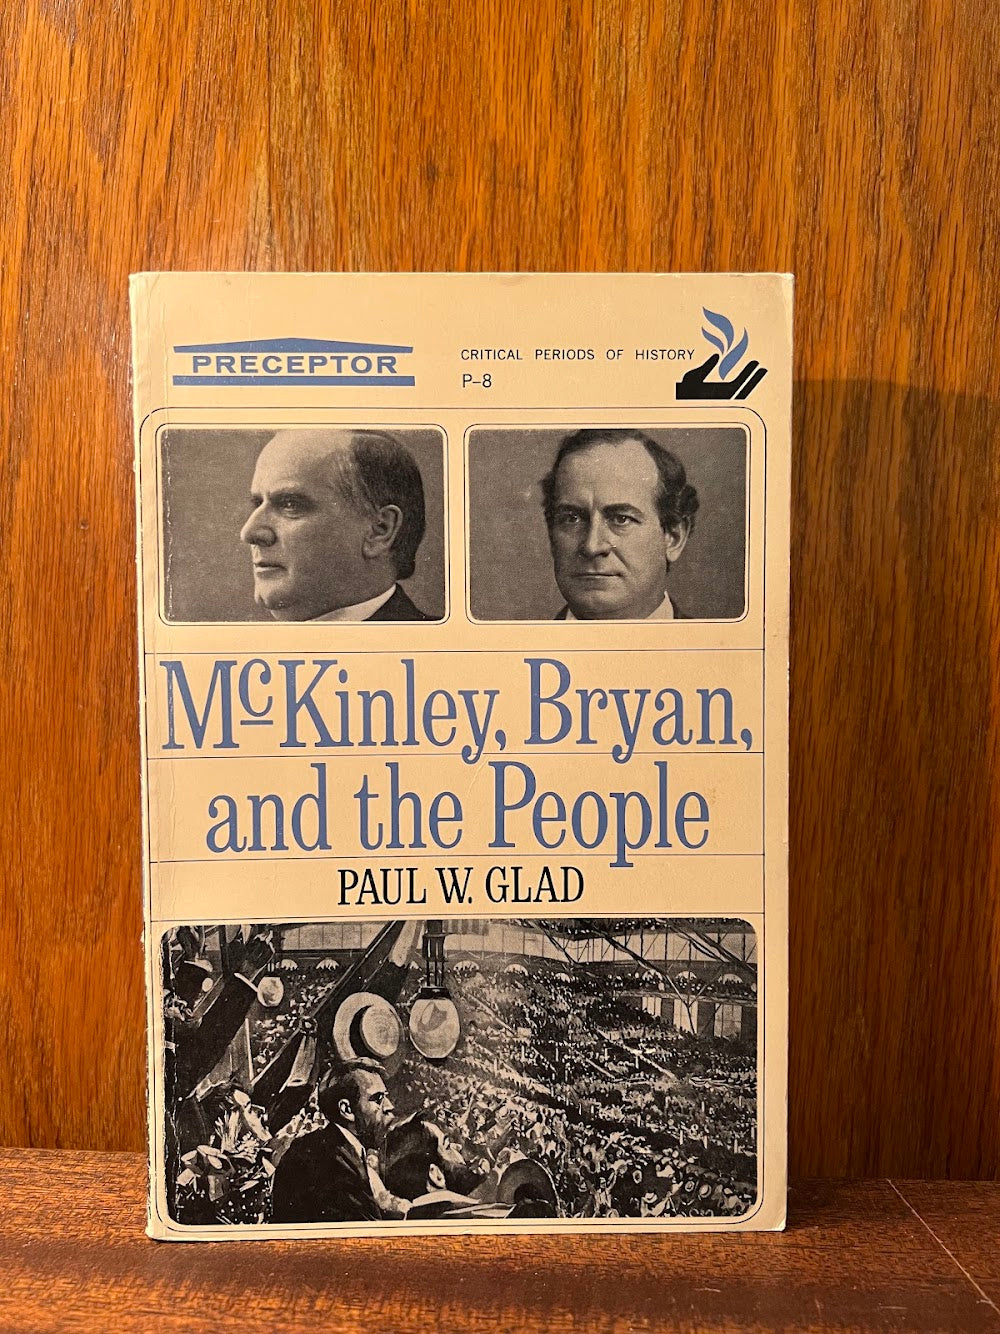 PRECEPTOR
CRITICAL PERIODS OF HISTORY
P-8
McKinley, Bryan,
and the People
PAUL W. GLAD